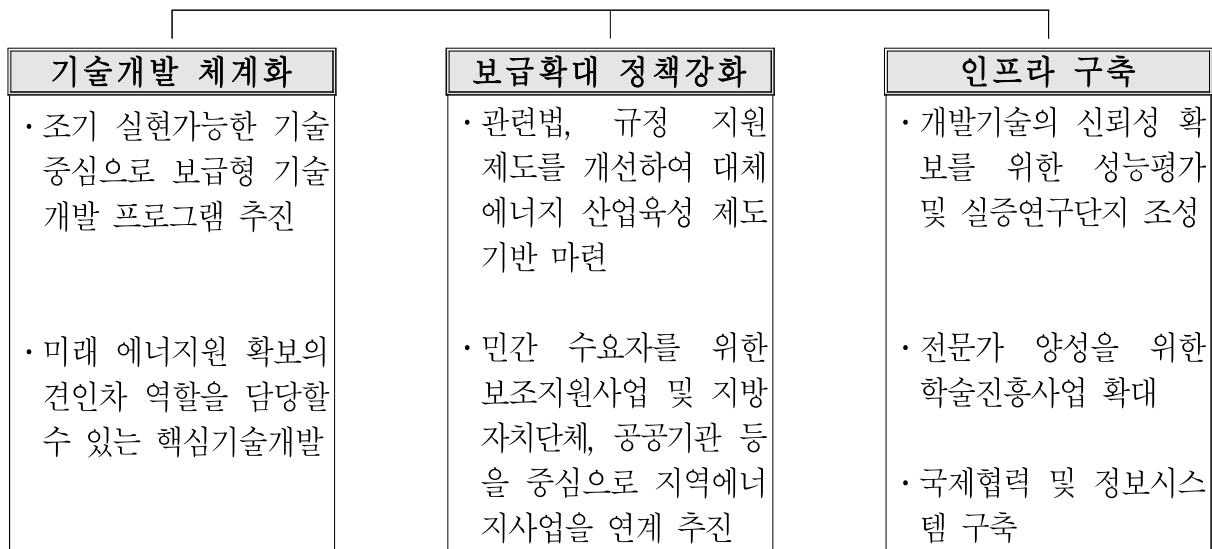 기술개발 체계화
· 조기 실현가능한 기술
중심으로 보급형 기술
개발 프로그램 추진
· 미래 에너지원 확보의
견인차 역할을 담당할
수 있는 핵심기술개발
보급확대 정책강화
· 관련법, 규정 지원
제도를 개선하여 대체
에너지 산업육성 제도
기반 마련
· 민간 수요자를 위한
보조지원사업 및 지방
자치단체, 공공기관 등
을 중심으로 지역에너
지사업을 연계 추진
인프라 구축
· 개발기술의 신뢰성 확
보를 위한 성능평가
및 실증연구단지 조성
· 전문가 양성을 위한
학술진흥사업 확대
· 국제협력 및 정보시스
템 구축